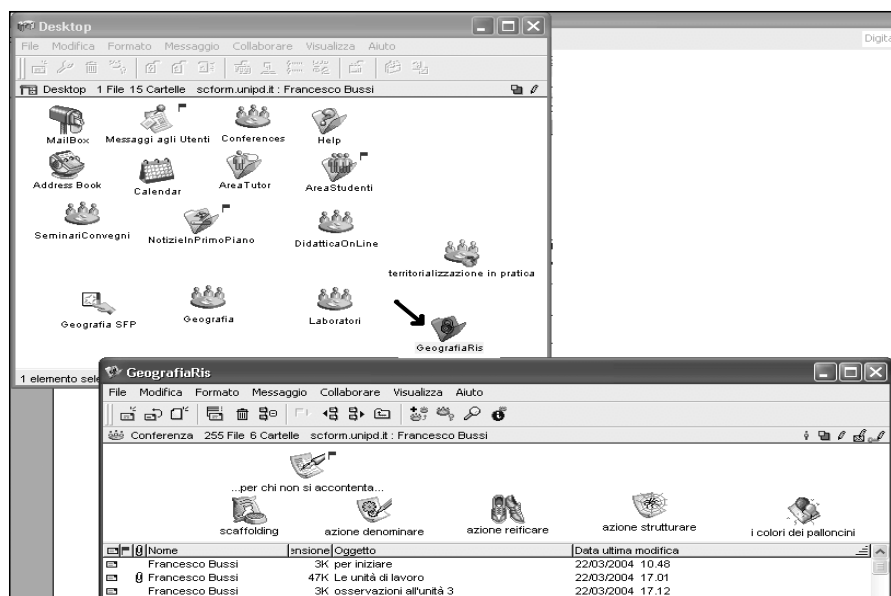 Desktop
File Modifica Formato Messaggio Collaborare Visualizza Aiuto
Digita
Desktop 1 File 15 Cartelle scform.unipd.it : Francesco Bussi
MailBox Messaggi agli Utenti Conferences Help
Address Book Calendar AreaTutor AreaStudenti
SeminariConvegni NotizieInPrimoPiano DidatticaOnLine
territorializzazione in pratica
Geografia SFP Geografia Laboratori
GeografiaRis
1 elemento sele
GeografiaRis
File Modifica Formato Messaggio Collaborare Visualizza Aiuto
Conferenza 255 File 6 Cartelle scform.unipd.it : Francesco Bussi
...per chi non si accontenta...
scaffolding azione denominare azione reificare azione strutturare i colori dei palloncini
Nome ensione Oggetto Data ultima modifica
Francesco Bussi 3K per iniziare 22/03/2004 10.48
Francesco Bussi 47K Le unità di lavoro 22/03/2004 17.01
Francesco Bussi 3K osservazioni all'unità 3 22/03/2004 17.12